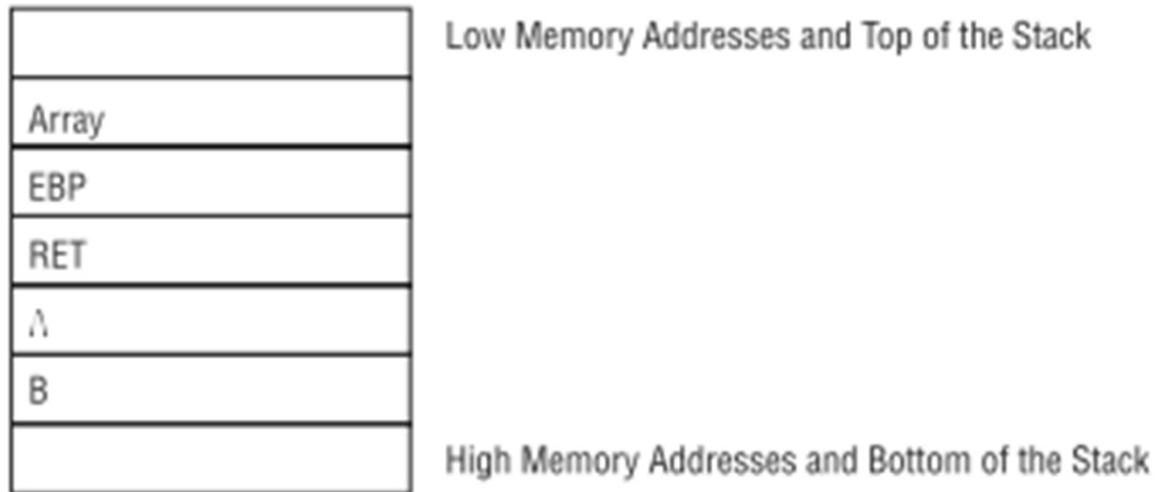 Low Memory Addresses and Top of the Stack
Array
EBP
RET
A
B
High Memory Addresses and Bottom of the Stack